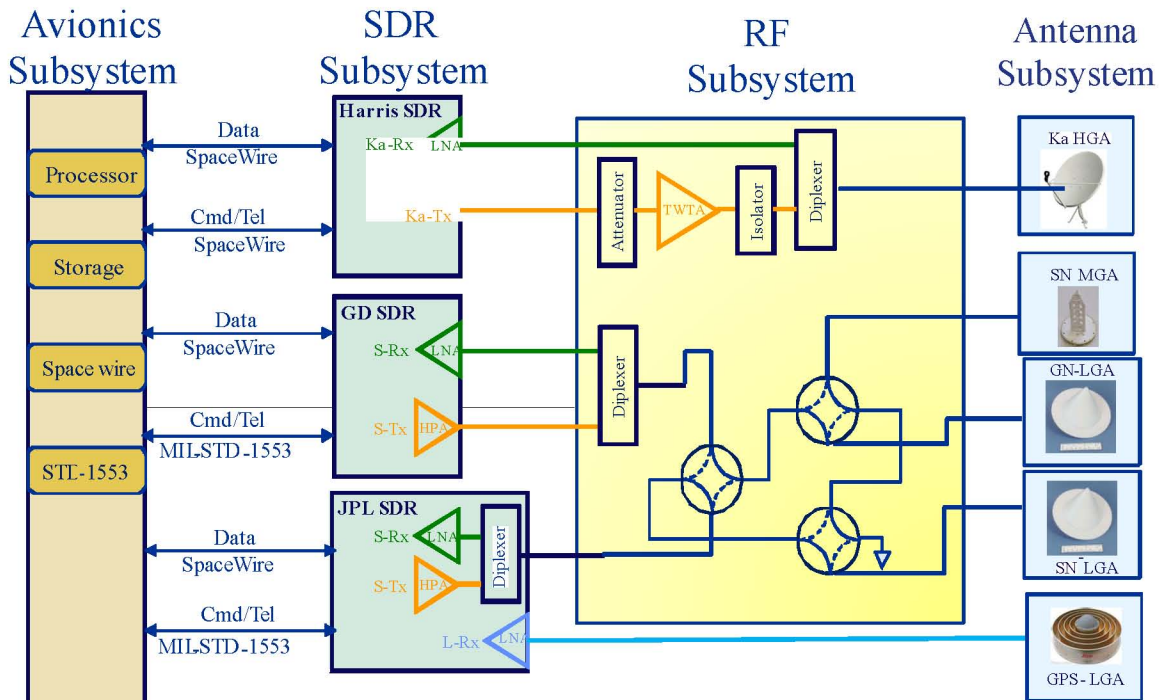 Avionics
Subsystem
SDR
Subsystem
RF
Subsystem
Antenna
Subsystem
Processor
Storage
Space wire
STD-1553
Data
SpaceWire
Cmd/Tel
SpaceWire
Data
SpaceWire
Cmd/Tel
MIL-STD-1553
Data
SpaceWire
Cmd/Tel
MIL-STD-1553
Harris SDR
Ka-Rx
LNA
Ka-Tx
GD SDR
S-Rx
LNA
S-Tx
HPA
JPL SDR
S-Rx
LNA
S-Tx
HPA
Diplexer
L-Rx
LNA
Attenuator
TWTA
Isolator
Diplexer
Diplexer
Ka HGA
SN MGA
GN-LGA
-
SN LGA
GPS - LGA